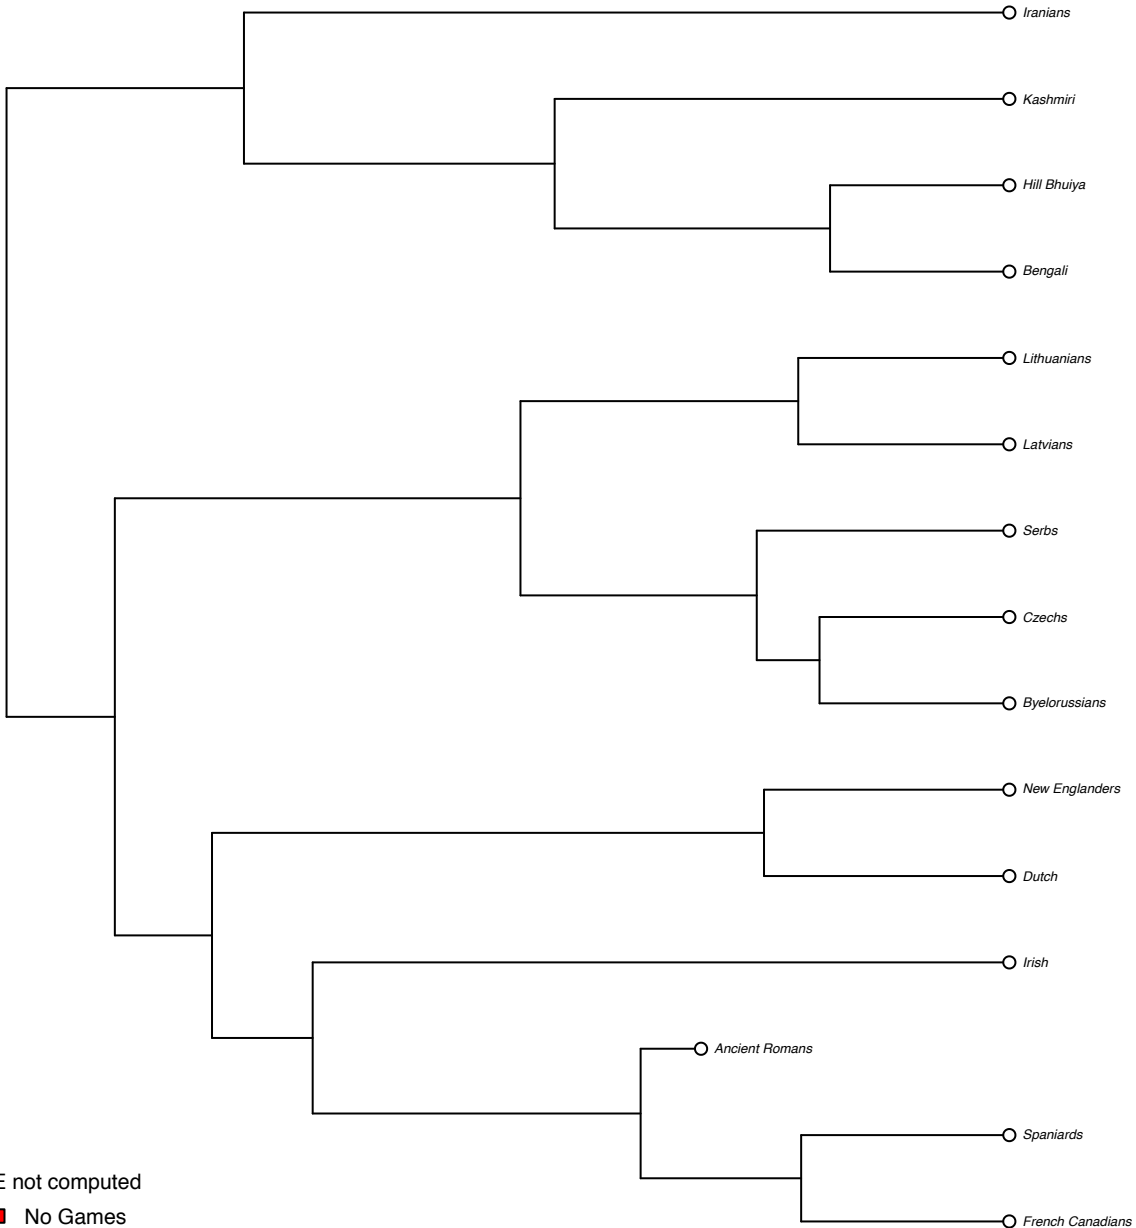 Iranians
Kashmiri
Hill Bhuiya
Bengali
Lithuanians
Latvians
Serbs
Czechs
Byelorussians
New Englanders
Dutch
Irish
Ancient Romans
Spaniards
not computed
No Games
French Canadians